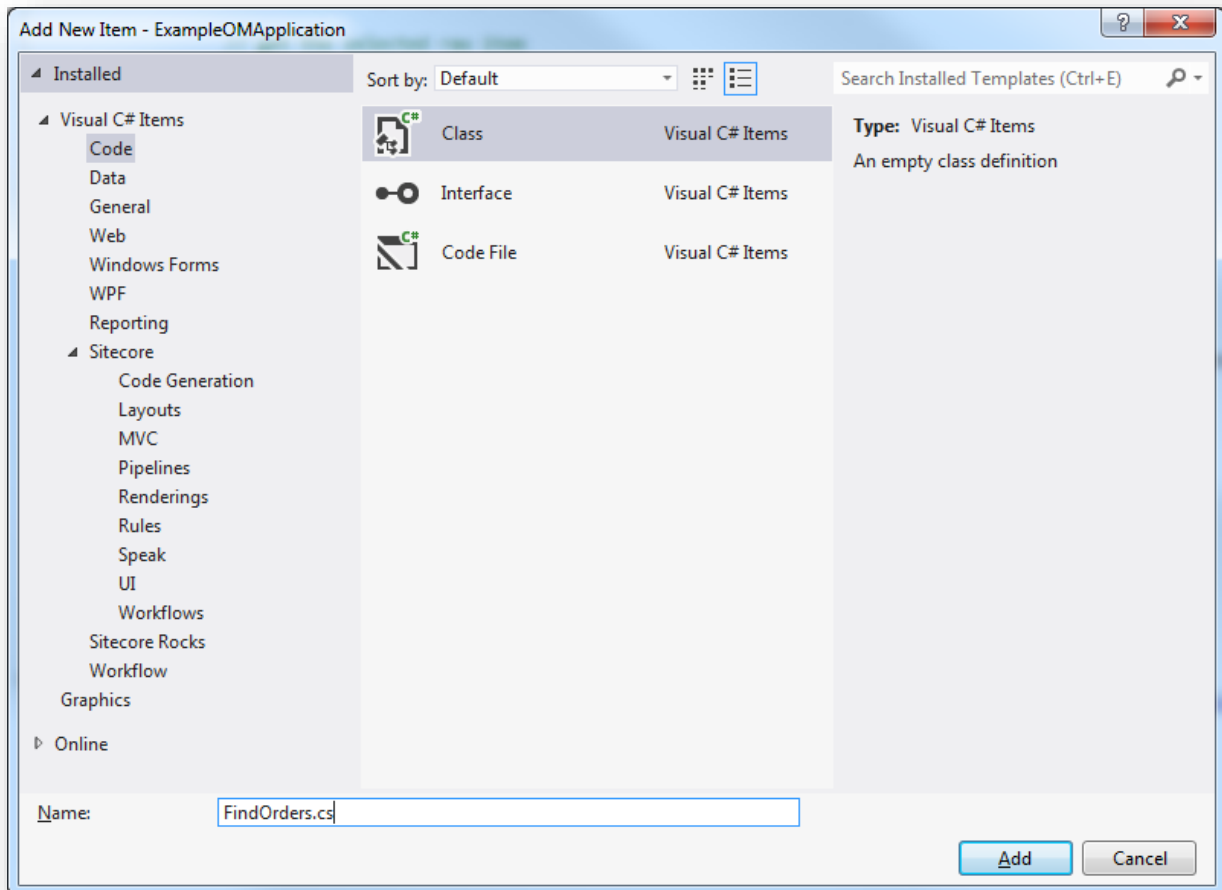 Add New Item - ExampleOMApplication
Installed
Visual C# Items
Code
Data
General
Web
Windows Forms
WPF
Reporting
Sitecore
Code Generation
Layouts
MVC
Pipelines
Renderings
Rules
Speak
UI
Workflows
Sitecore Rocks
Workflow
Graphics
Online
Sort by: Default
C# Class Visual C# Items
Interface Visual C# Items
C# Code File Visual C# Items
Search Installed Templates (Ctrl+E)
Type: Visual C# Items
An empty class definition
Name: FindOrders.cs
Add Cancel